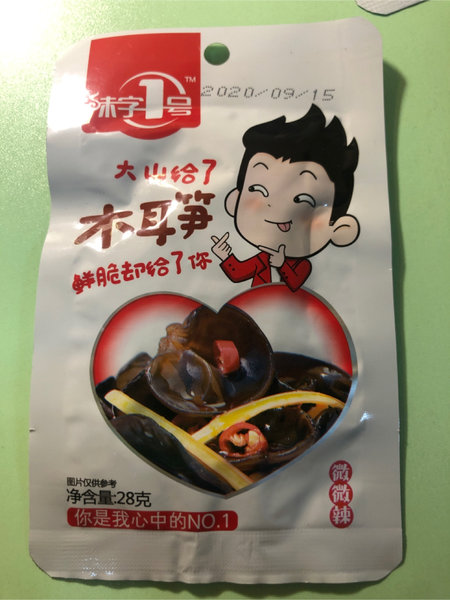 味字1号™
2020/09/15
大山给了
木耳笋
鲜脆却给了你
图片仅供参考
净含量:28克
你是我心中的NO.1
微微辣